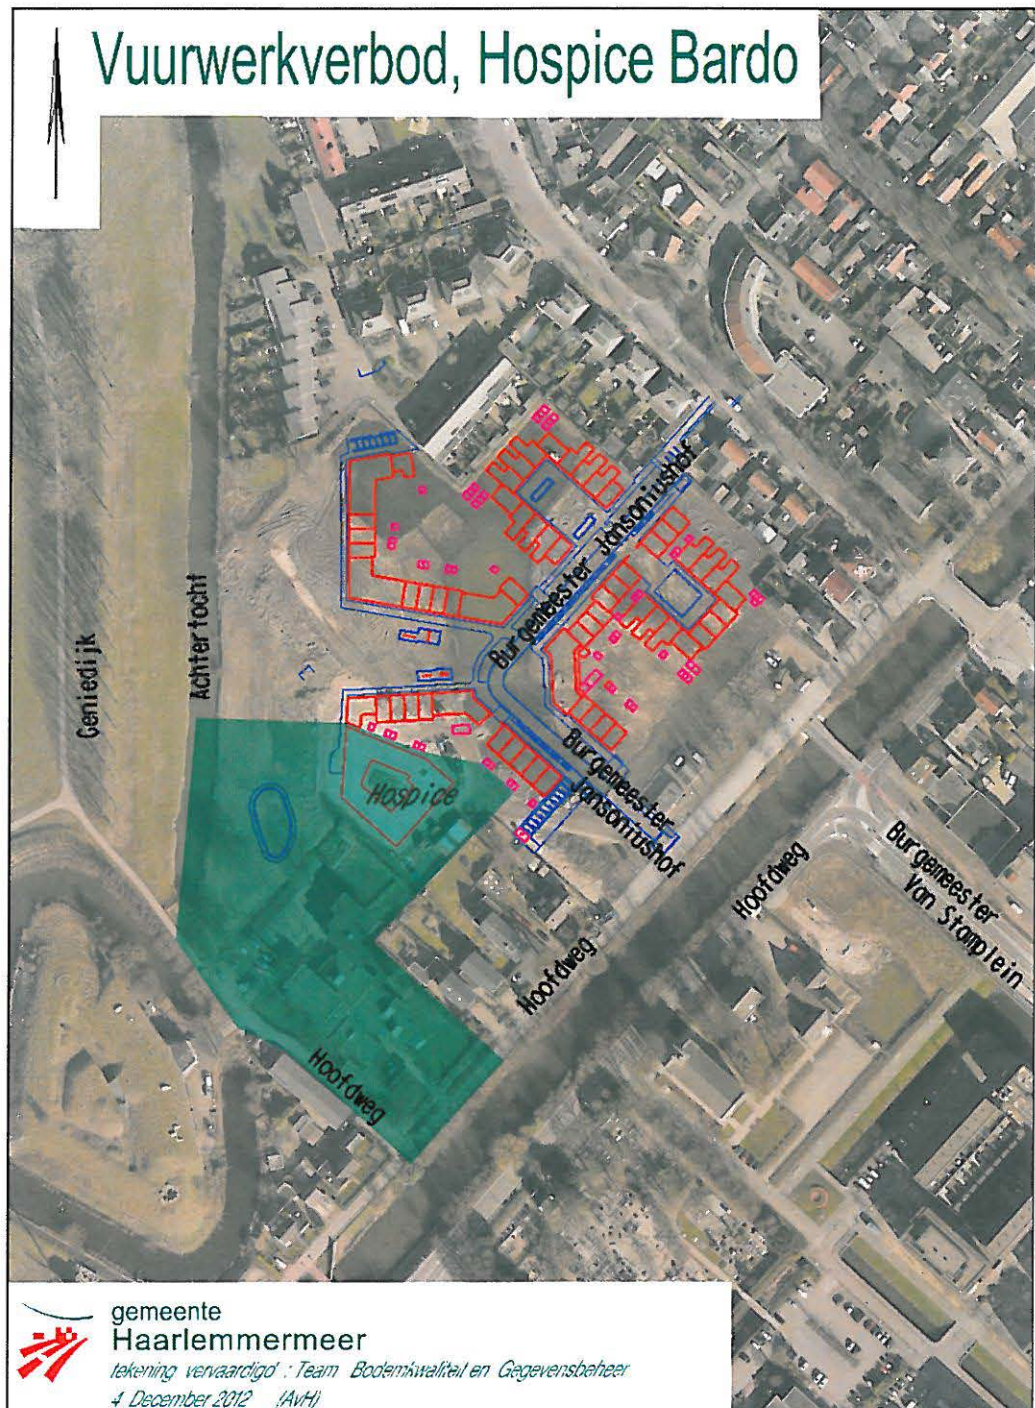 Vuurwerkverbod, Hospice Bardo
Burgemeester Jansoniushof
Achtertocht
Geniedijk
Hospice
Burgemeester
Jansoniushof
Hoofdweg
Burgemeester
Van Stamplein
Hoofdweg
Hoofdweg
gemeente
Haarlemmermeer
tekening vervaardigd : Team Bodemkwaliteit en Gegevensbeheer
4 December 2012 (AvH)